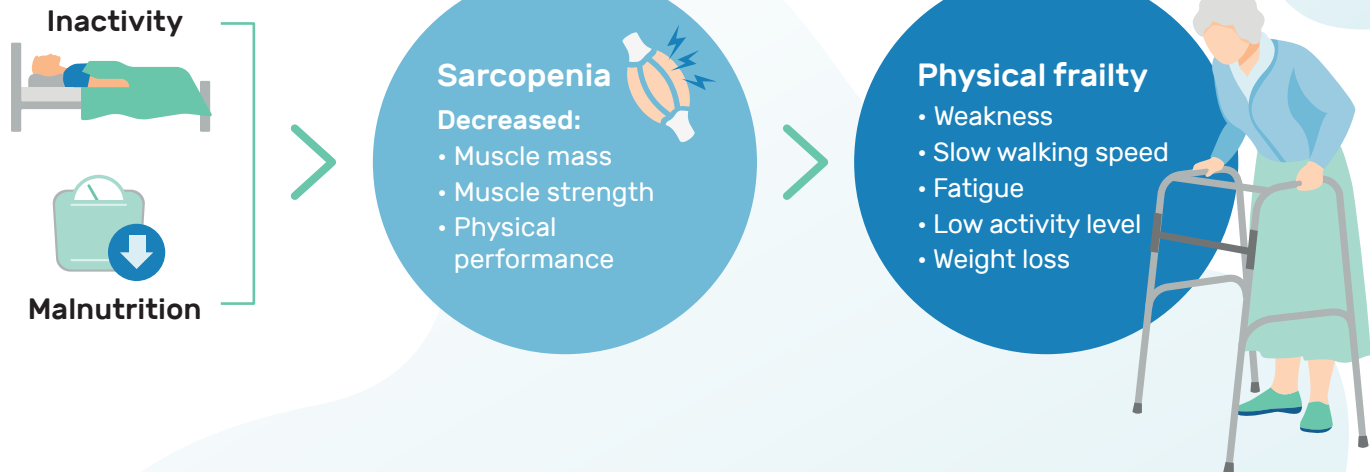 Inactivity
Malnutrition
Sarcopenia
Decreased:
• Muscle mass
• Muscle strength
• Physical
performance
Physical frailty
• Weakness
• Slow walking speed
• Fatigue
• Low activity level
• Weight loss